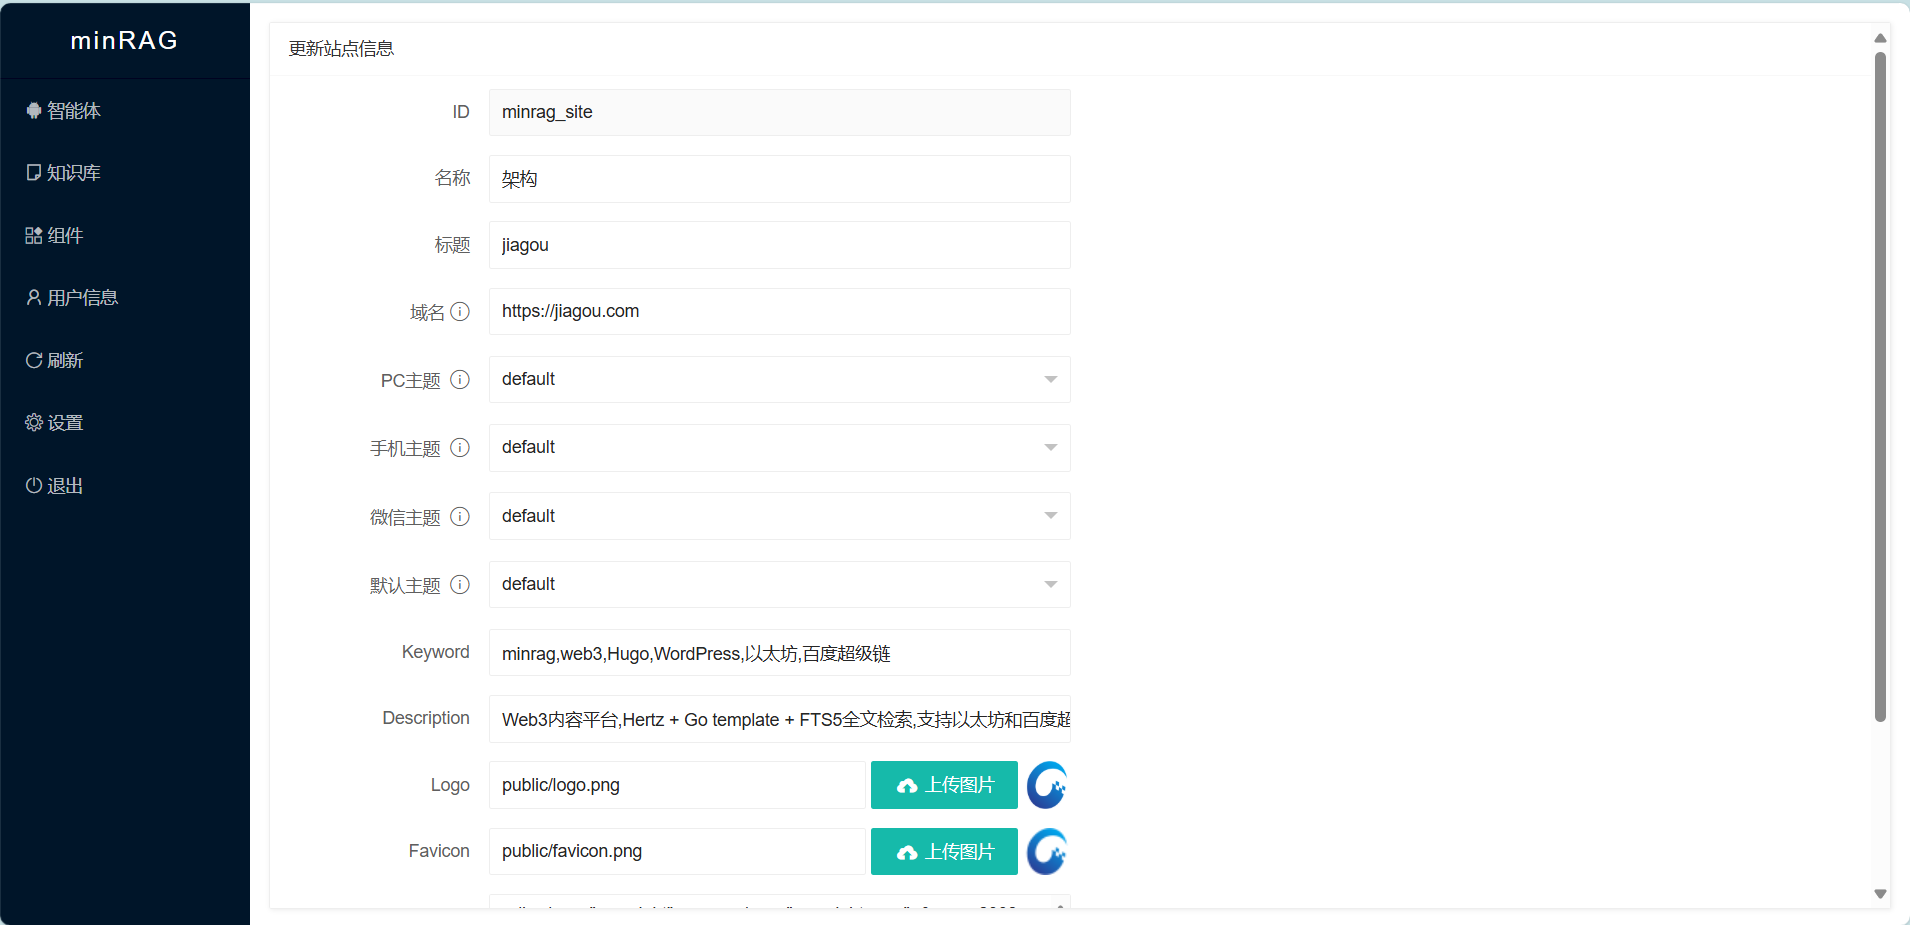 minRAG
智能体
知识库
组件
用户信息
刷新
设置
退出
更新站点信息
ID minrag_site
名称 架构
标题 jiagou
域名 https://jiagou.com
PC主题 default
手机主题 default
微信主题 default
默认主题 default
Keyword minrag,web3,Hugo,WordPress,以太坊,百度超级链
Description Web3内容平台,Hertz + Go template + FTS5全文检索,支持以太坊和百度超
Logo public/logo.png 上传图片
Favicon public/favicon.png 上传图片